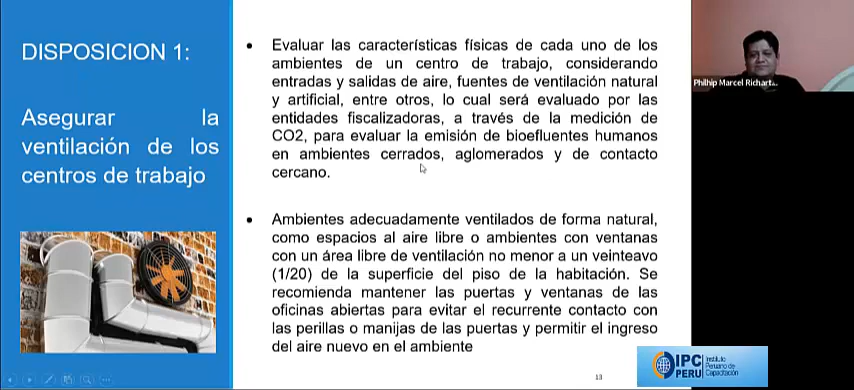 DISPOSICION 1:
Asegurar la
ventilación de los
centros de trabajo
• Evaluar las características físicas de cada uno de los
ambientes de un centro de trabajo, considerando
entradas y salidas de aire, fuentes de ventilación natural
y artificial, entre otros, lo cual será evaluado por las
entidades fiscalizadoras, a través de la medición de
CO2, para evaluar la emisión de bioefluentes humanos
en ambientes cerrados, aglomerados y de contacto
cercano.
• Ambientes adecuadamente ventilados de forma natural,
como espacios al aire libre o ambientes con ventanas
con un área libre de ventilación no menor a un veinteavo
(1/20) de la superficie del piso de la habitación. Se
recomienda mantener las puertas y ventanas de las
oficinas abiertas para evitar el recurrente contacto con
las perillas o manijas de las puertas y permitir el ingreso
del aire nuevo en el ambiente
13
Philhip Marcel Richart...
IPC
PERU
Instituto
Peruano de
Capacitación